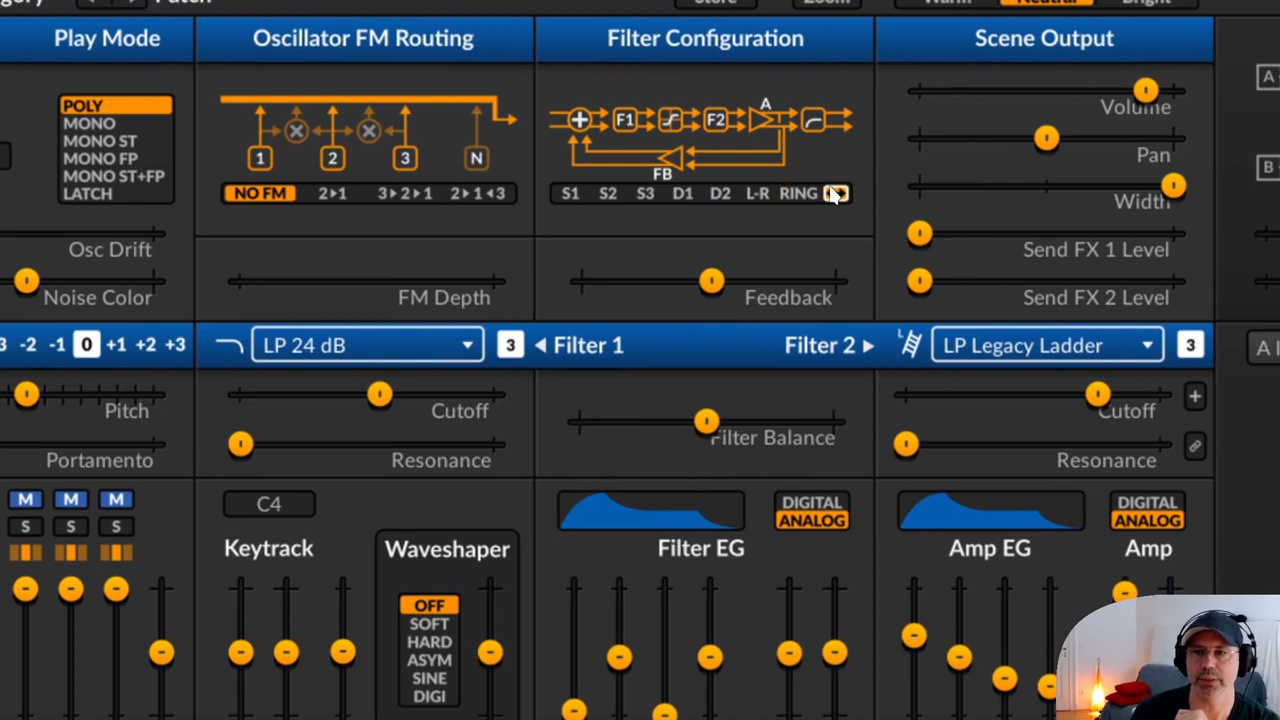 Patch
Play Mode
Oscillator FM Routing
Filter Configuration
Scene Output
POLY
MONO
MONO ST
MONO FP
MONO ST+FP
LATCH
1
2
3
N
NO FM
2▸1
3▸2▸1
2▸1◂3
F1
F2
A
FB
S1
S2
S3
D1
D2
L-R
RING
Volume
Pan
Width
Send FX 1 Level
Send FX 2 Level
A
B
Osc Drift
Noise Color
FM Depth
Feedback
3 -2 -1 0 +1 +2 +3
LP 24 dB
3
Filter 1
Filter 2
LP Legacy Ladder
3
A
Pitch
Portamento
Cutoff
Resonance
Filter Balance
Cutoff
Resonance
+
M M M
S S S
C4
Keytrack
Waveshaper
OFF
SOFT
HARD
ASYM
SINE
DIGI
DIGITAL
ANALOG
Filter EG
DIGITAL
ANALOG
Amp EG
Amp